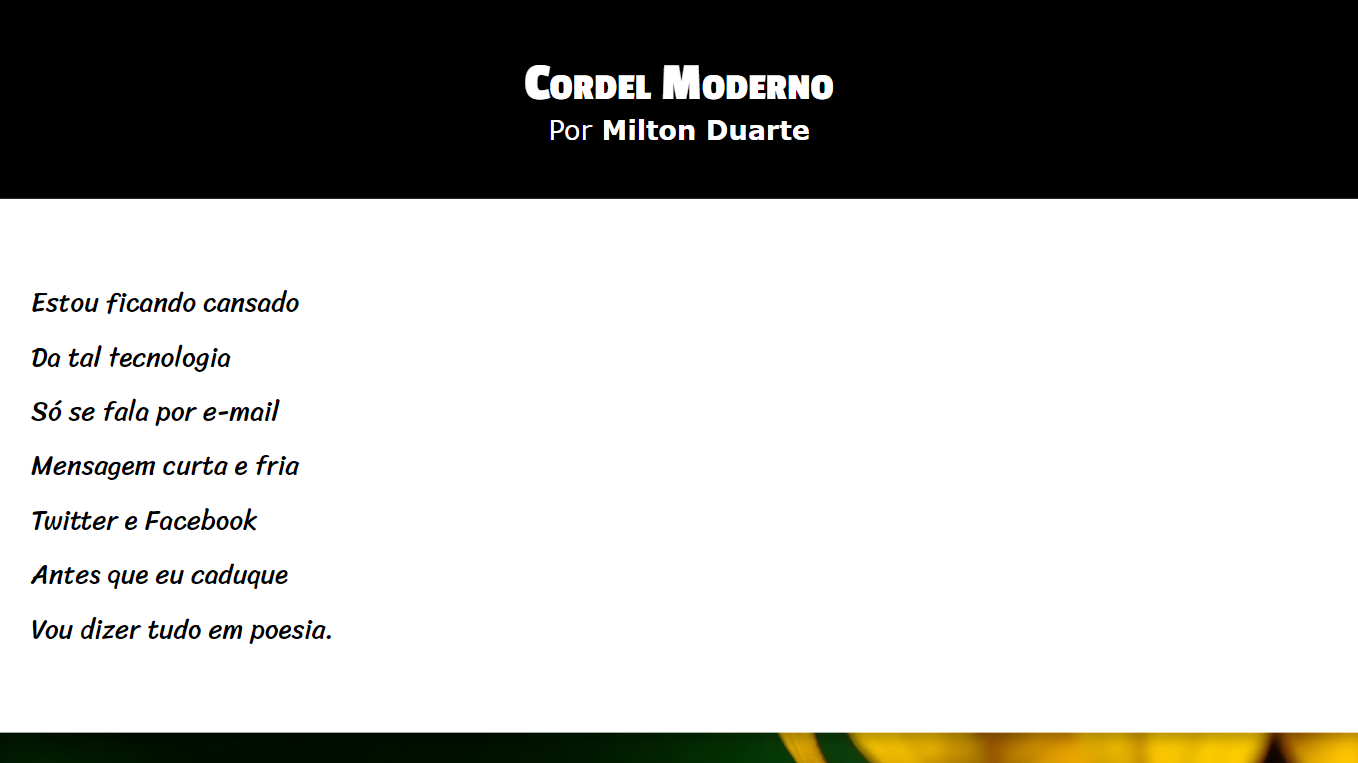 Cordel Moderno
Por Milton Duarte
Estou ficando cansado
Da tal tecnologia
Só se fala por e-mail
Mensagem curta e fria
Twitter e Facebook
Antes que eu caduque
Vou dizer tudo em poesia.